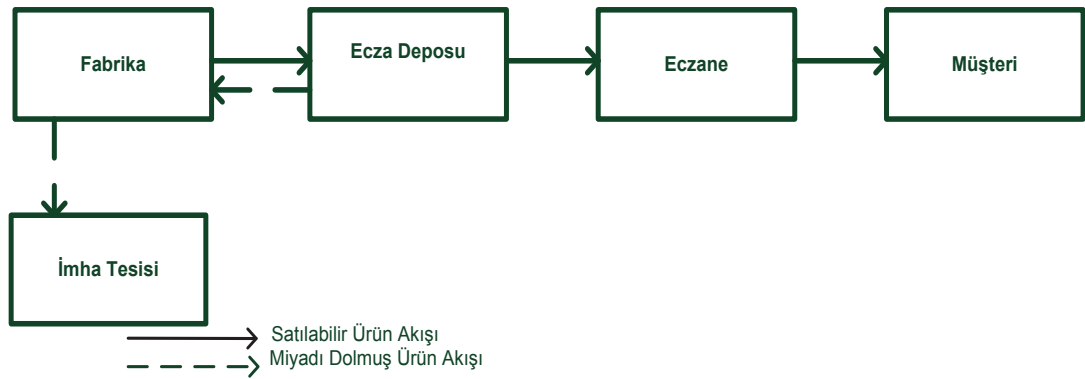 Fabrika
Ecza Deposu
Eczane
Müşteri
İmha Tesisi
Satılabilir Ürün Akışı
Miyadı Dolmuş Ürün Akışı